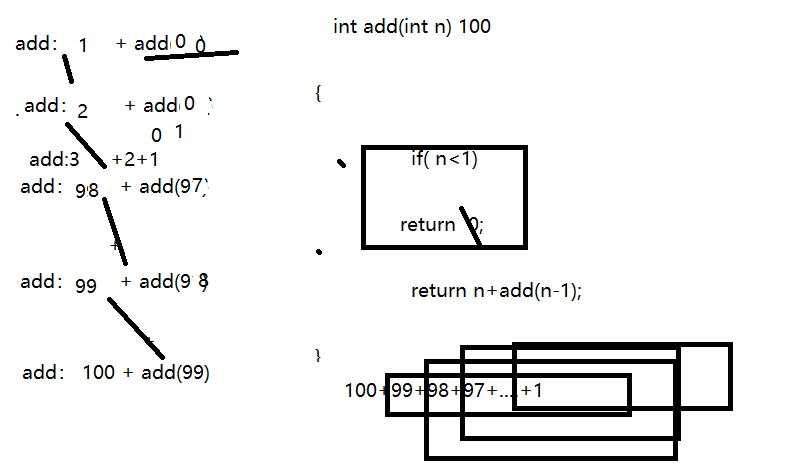 add: 1 + add 0 0
add: 2 + add 0 )
0 1
add:3 +2+1
add: 98 + add(97)
+
add: 99 + add(9 8
add: 100 + add(99)
int add(int n) 100
{
if( n<1)
return 0;
return n+add(n-1);
}
100+99+98+97+....+1